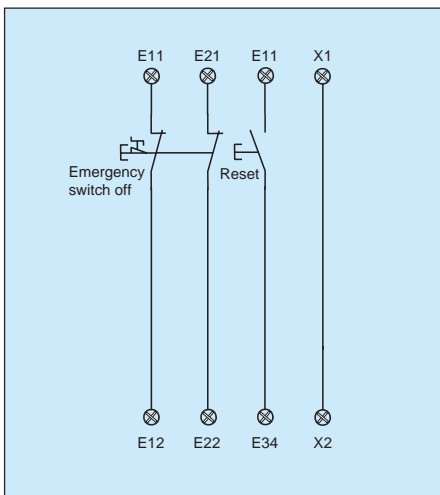 E11 E21 E11 X1
Emergency
switch off
Reset
E12 E22 E34 X2